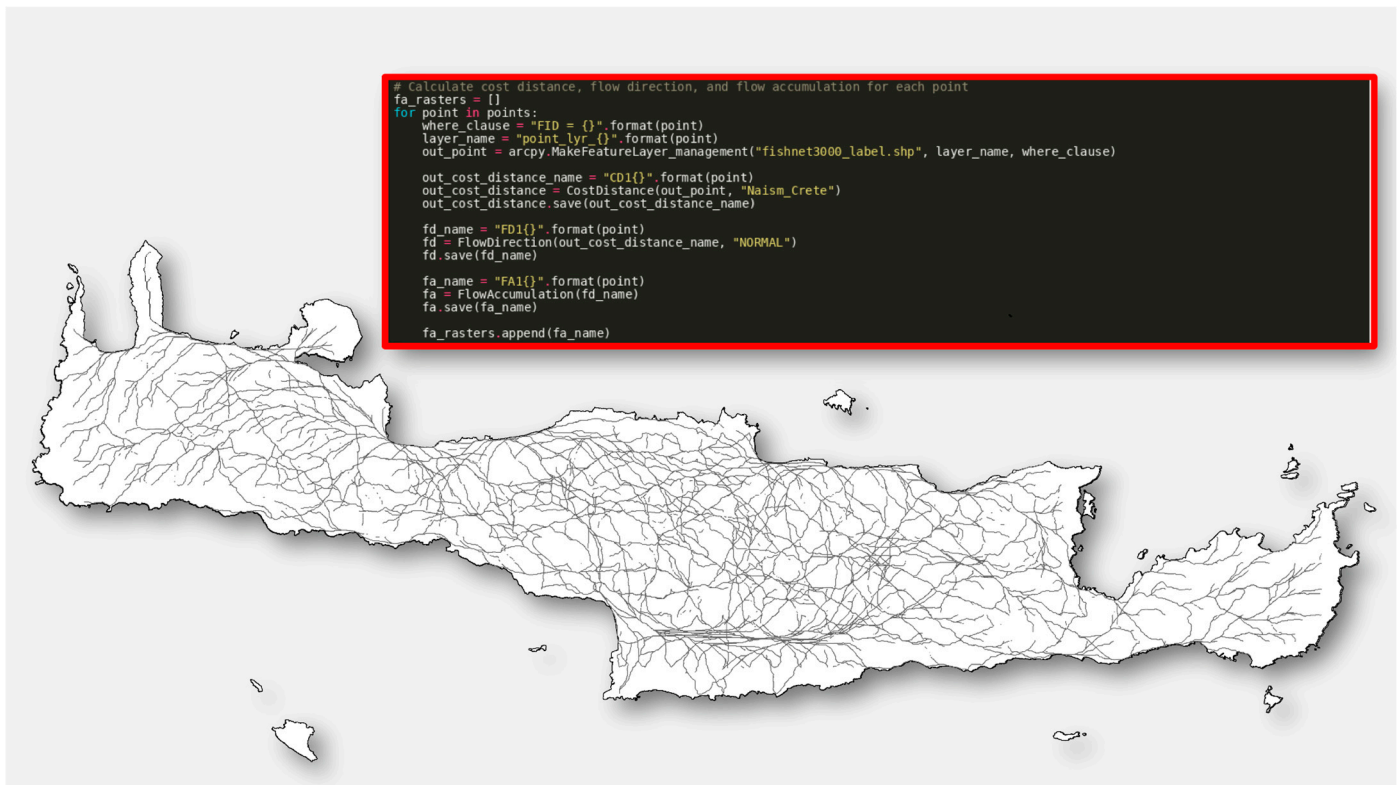 # Calculate cost distance, flow direction, and flow accumulation for each point
fa_rasters = []
for point in points:
    where_clause = "FID = {}".format(point)
    layer_name = "point_lyr_{}".format(point)
    out_point = arcpy.MakeFeatureLayer_management("fishnet3000_label.shp", layer_name, where_clause)
    out_cost_distance_name = "CD1{}".format(point)
    out_cost_distance = CostDistance(out_point, "Naism_Crete")
    out_cost_distance.save(out_cost_distance_name)
    fd_name = "FD1{}".format(point)
    fd = FlowDirection(out_cost_distance_name, "NORMAL")
    fd.save(fd_name)
    fa_name = "FA1{}".format(point)
    fa = FlowAccumulation(fd_name)
    fa.save(fa_name)
    fa_rasters.append(fa_name)